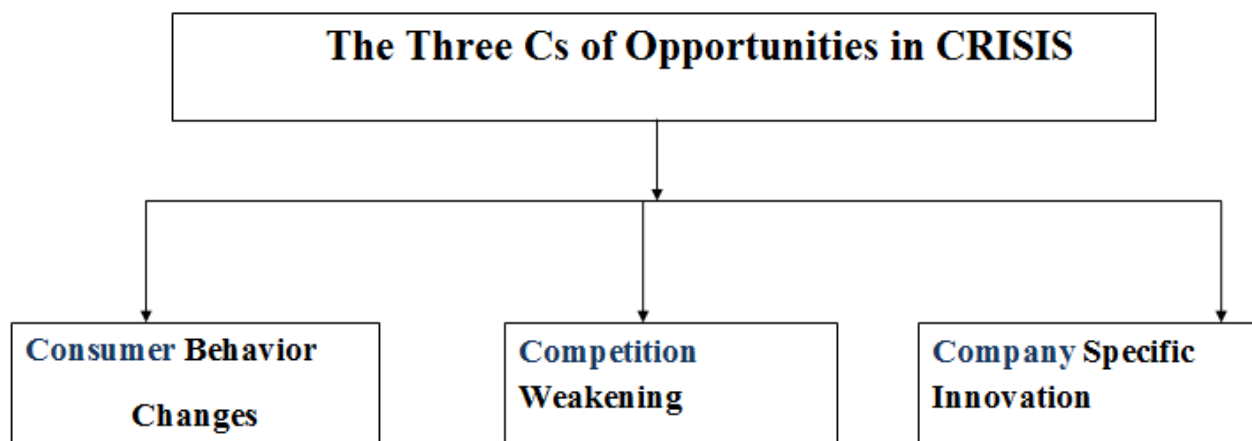 The Three Cs of Opportunities in CRISIS
Consumer Behavior
Changes
Competition
Weakening
Company Specific
Innovation